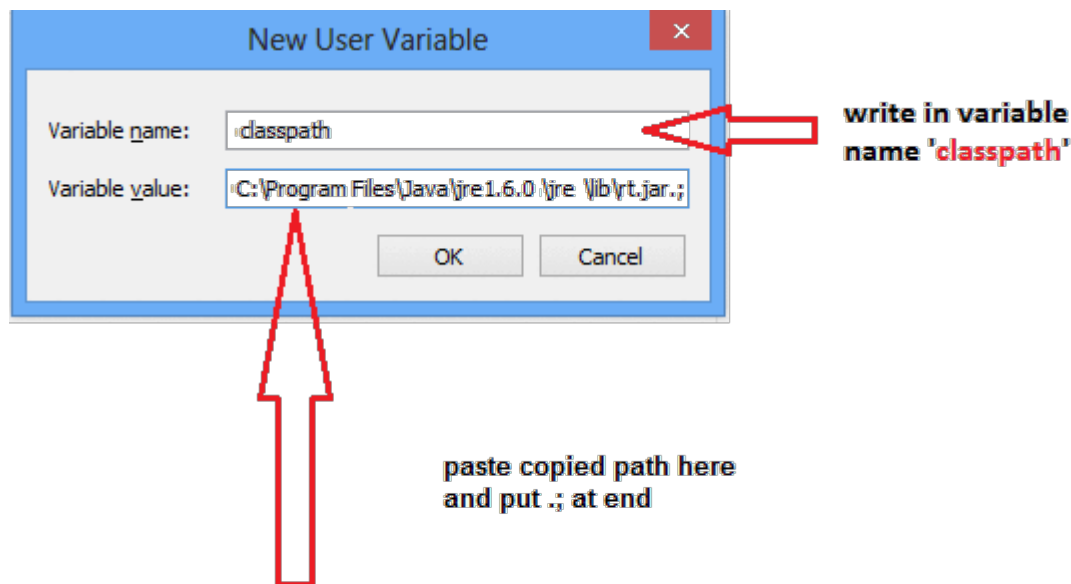 New User Variable
Variable name:
classpath
write in variable
name 'classpath'
Variable value:
C:\Program Files\Java\jre1.6.0 \jre \lib\rt.jar.;
OK
Cancel
paste copied path here
and put .; at end